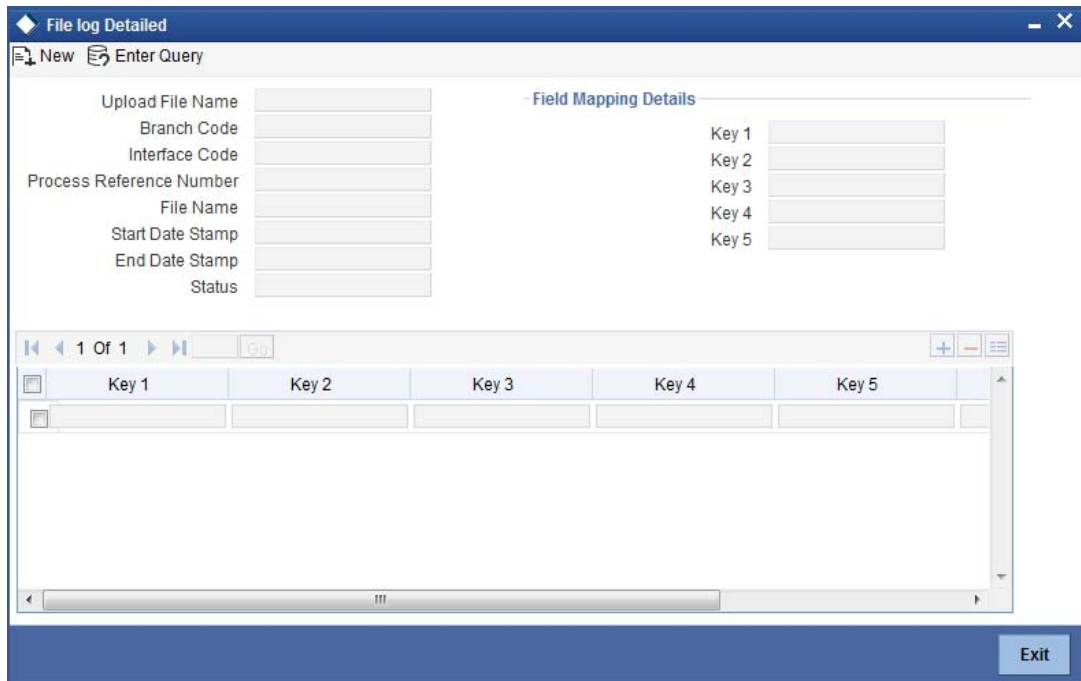 File log Detailed
New Enter Query
Upload File Name
Branch Code
Interface Code
Process Reference Number
File Name
Start Date Stamp
End Date Stamp
Status
Field Mapping Details
Key 1
Key 2
Key 3
Key 4
Key 5
1 Of 1 Go
Key 1 Key 2 Key 3 Key 4 Key 5
Exit